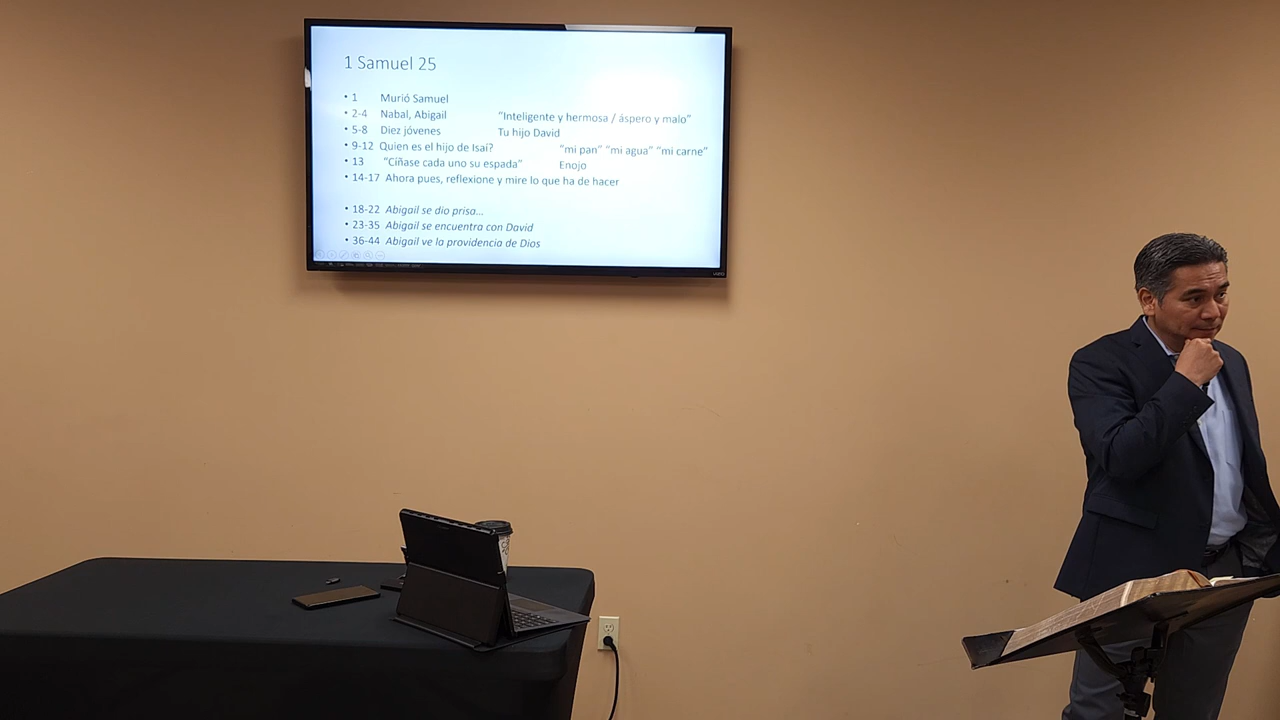 1 Samuel 25
• 1 Murió Samuel
• 2-4 Nabal, Abigail "Inteligente y hermosa / áspero y malo"
• 5-8 Diez jóvenes Tu hijo David
• 9-12 Quien es el hijo de Isaí? "mi pan" "mi agua" "mi carne"
• 13 "Cíñase cada uno su espada" Enojo
• 14-17 Ahora pues, reflexione y mire lo que ha de hacer
• 18-22 Abigail se dio prisa...
• 23-35 Abigail se encuentra con David
• 36-44 Abigail ve la providencia de Dios
VIZIO